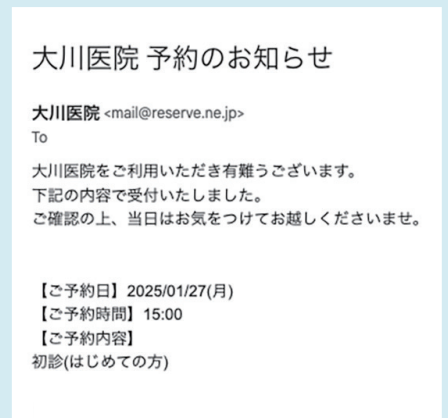 大川医院 予約のお知らせ
大川医院 <mail@reserve.ne.jp>
To
大川医院をご利用いただき有難うございます。
下記の内容で受付いたしました。
ご確認の上、当日はお気をつけてお越しくださいませ。
【ご予約日】2025/01/27(月)
【ご予約時間】15:00
【ご予約内容】
初診(はじめての方)